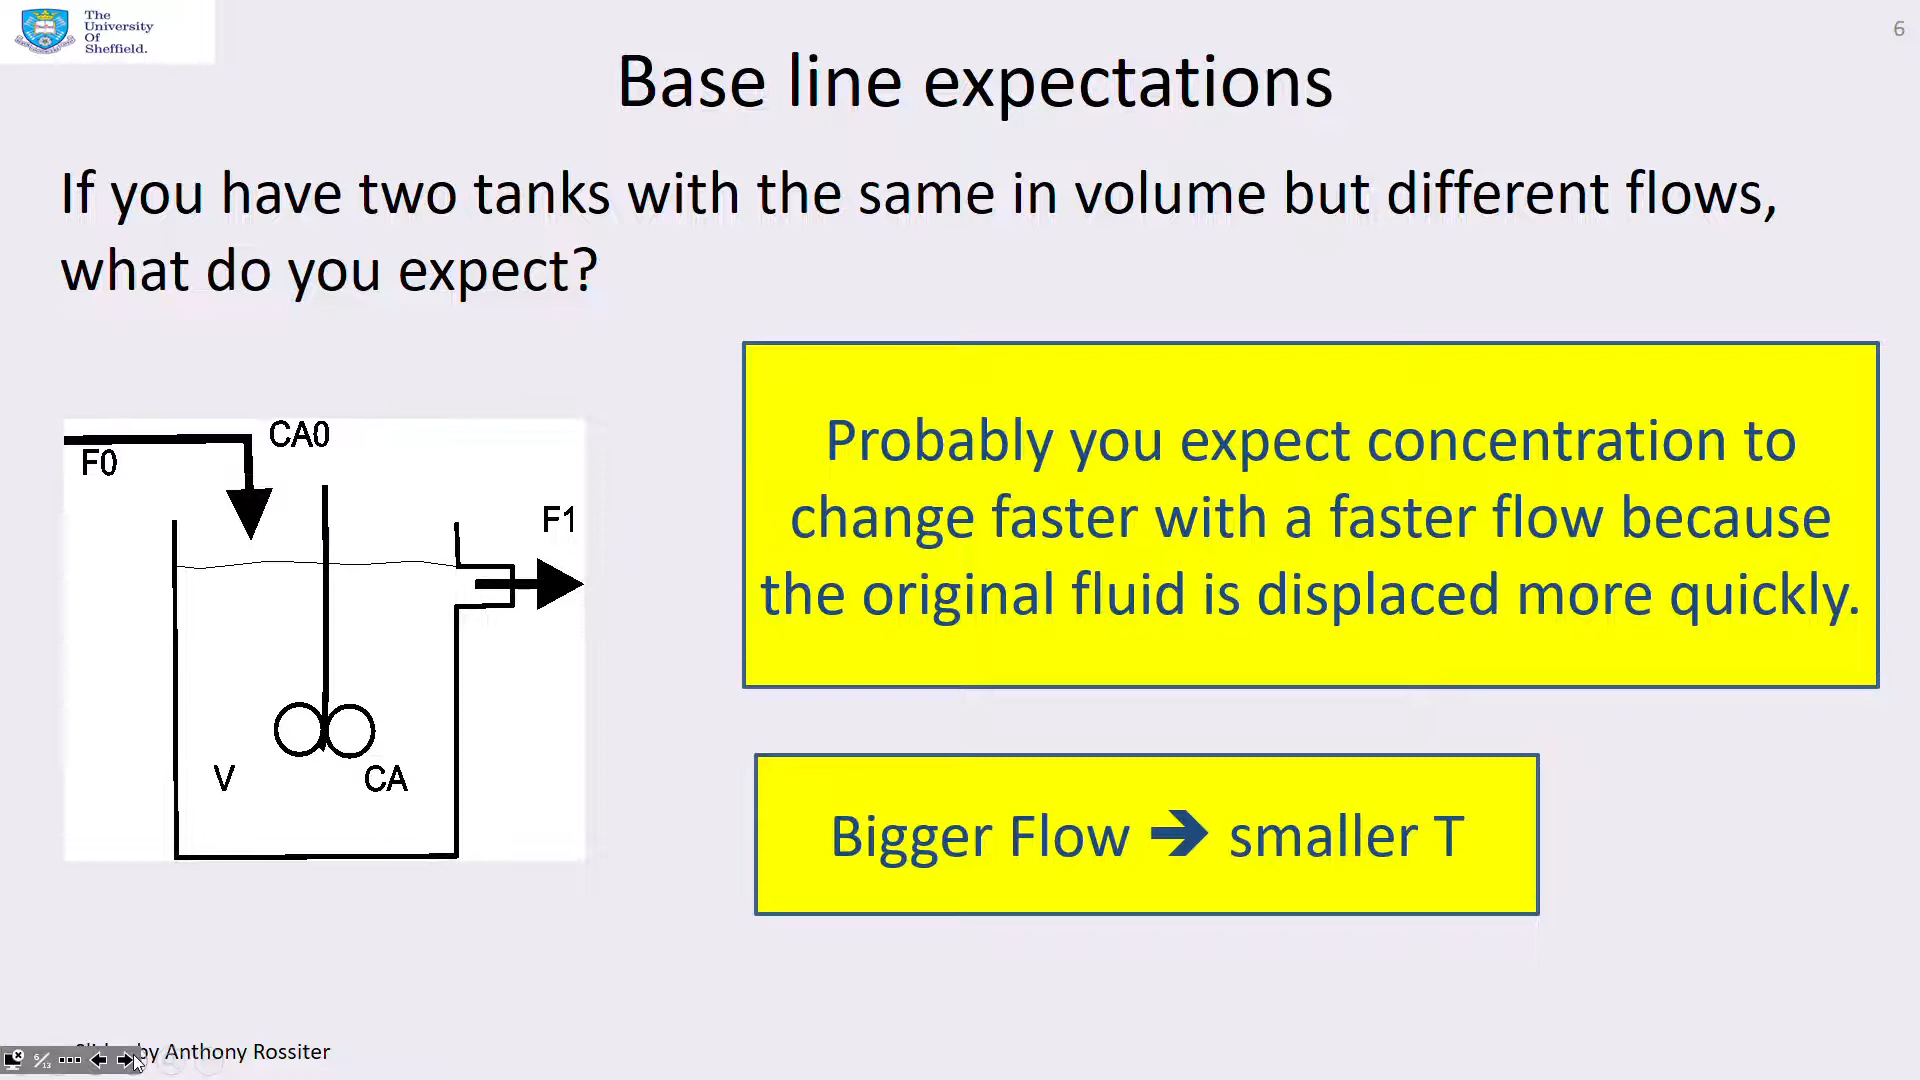 The
University
Of
Sheffield.
6
Base line expectations
If you have two tanks with the same in volume but different flows,
what do you expect?
CA0
F0
F1
V
CA
Probably you expect concentration to
change faster with a faster flow because
the original fluid is displaced more quickly.
Bigger Flow ➔ smaller T
by Anthony Rossiter
6/13